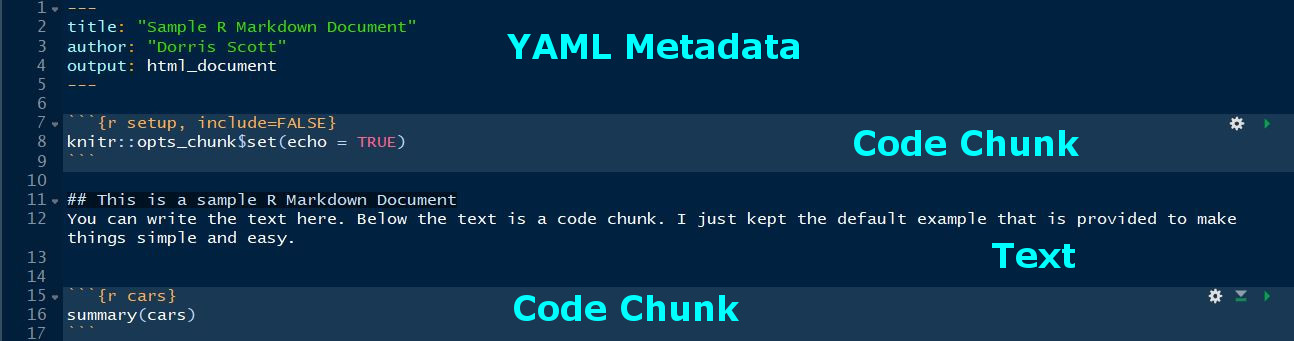 1 ---
2 title: "Sample R Markdown Document"
3 author: "Dorris Scott"
YAML Metadata
4 output: html_document
5 ---
6
7 ```{r setup, include=FALSE}
8 knitr::opts_chunk$set(echo = TRUE)
Code Chunk
9 ```
10
11 ## This is a sample R Markdown Document
12 You can write the text here. Below the text is a code chunk. I just kept the default example that is provided to make
things simple and easy.
Text
13
14
15 ```{r cars}
Code Chunk
16 summary(cars)
17 ```